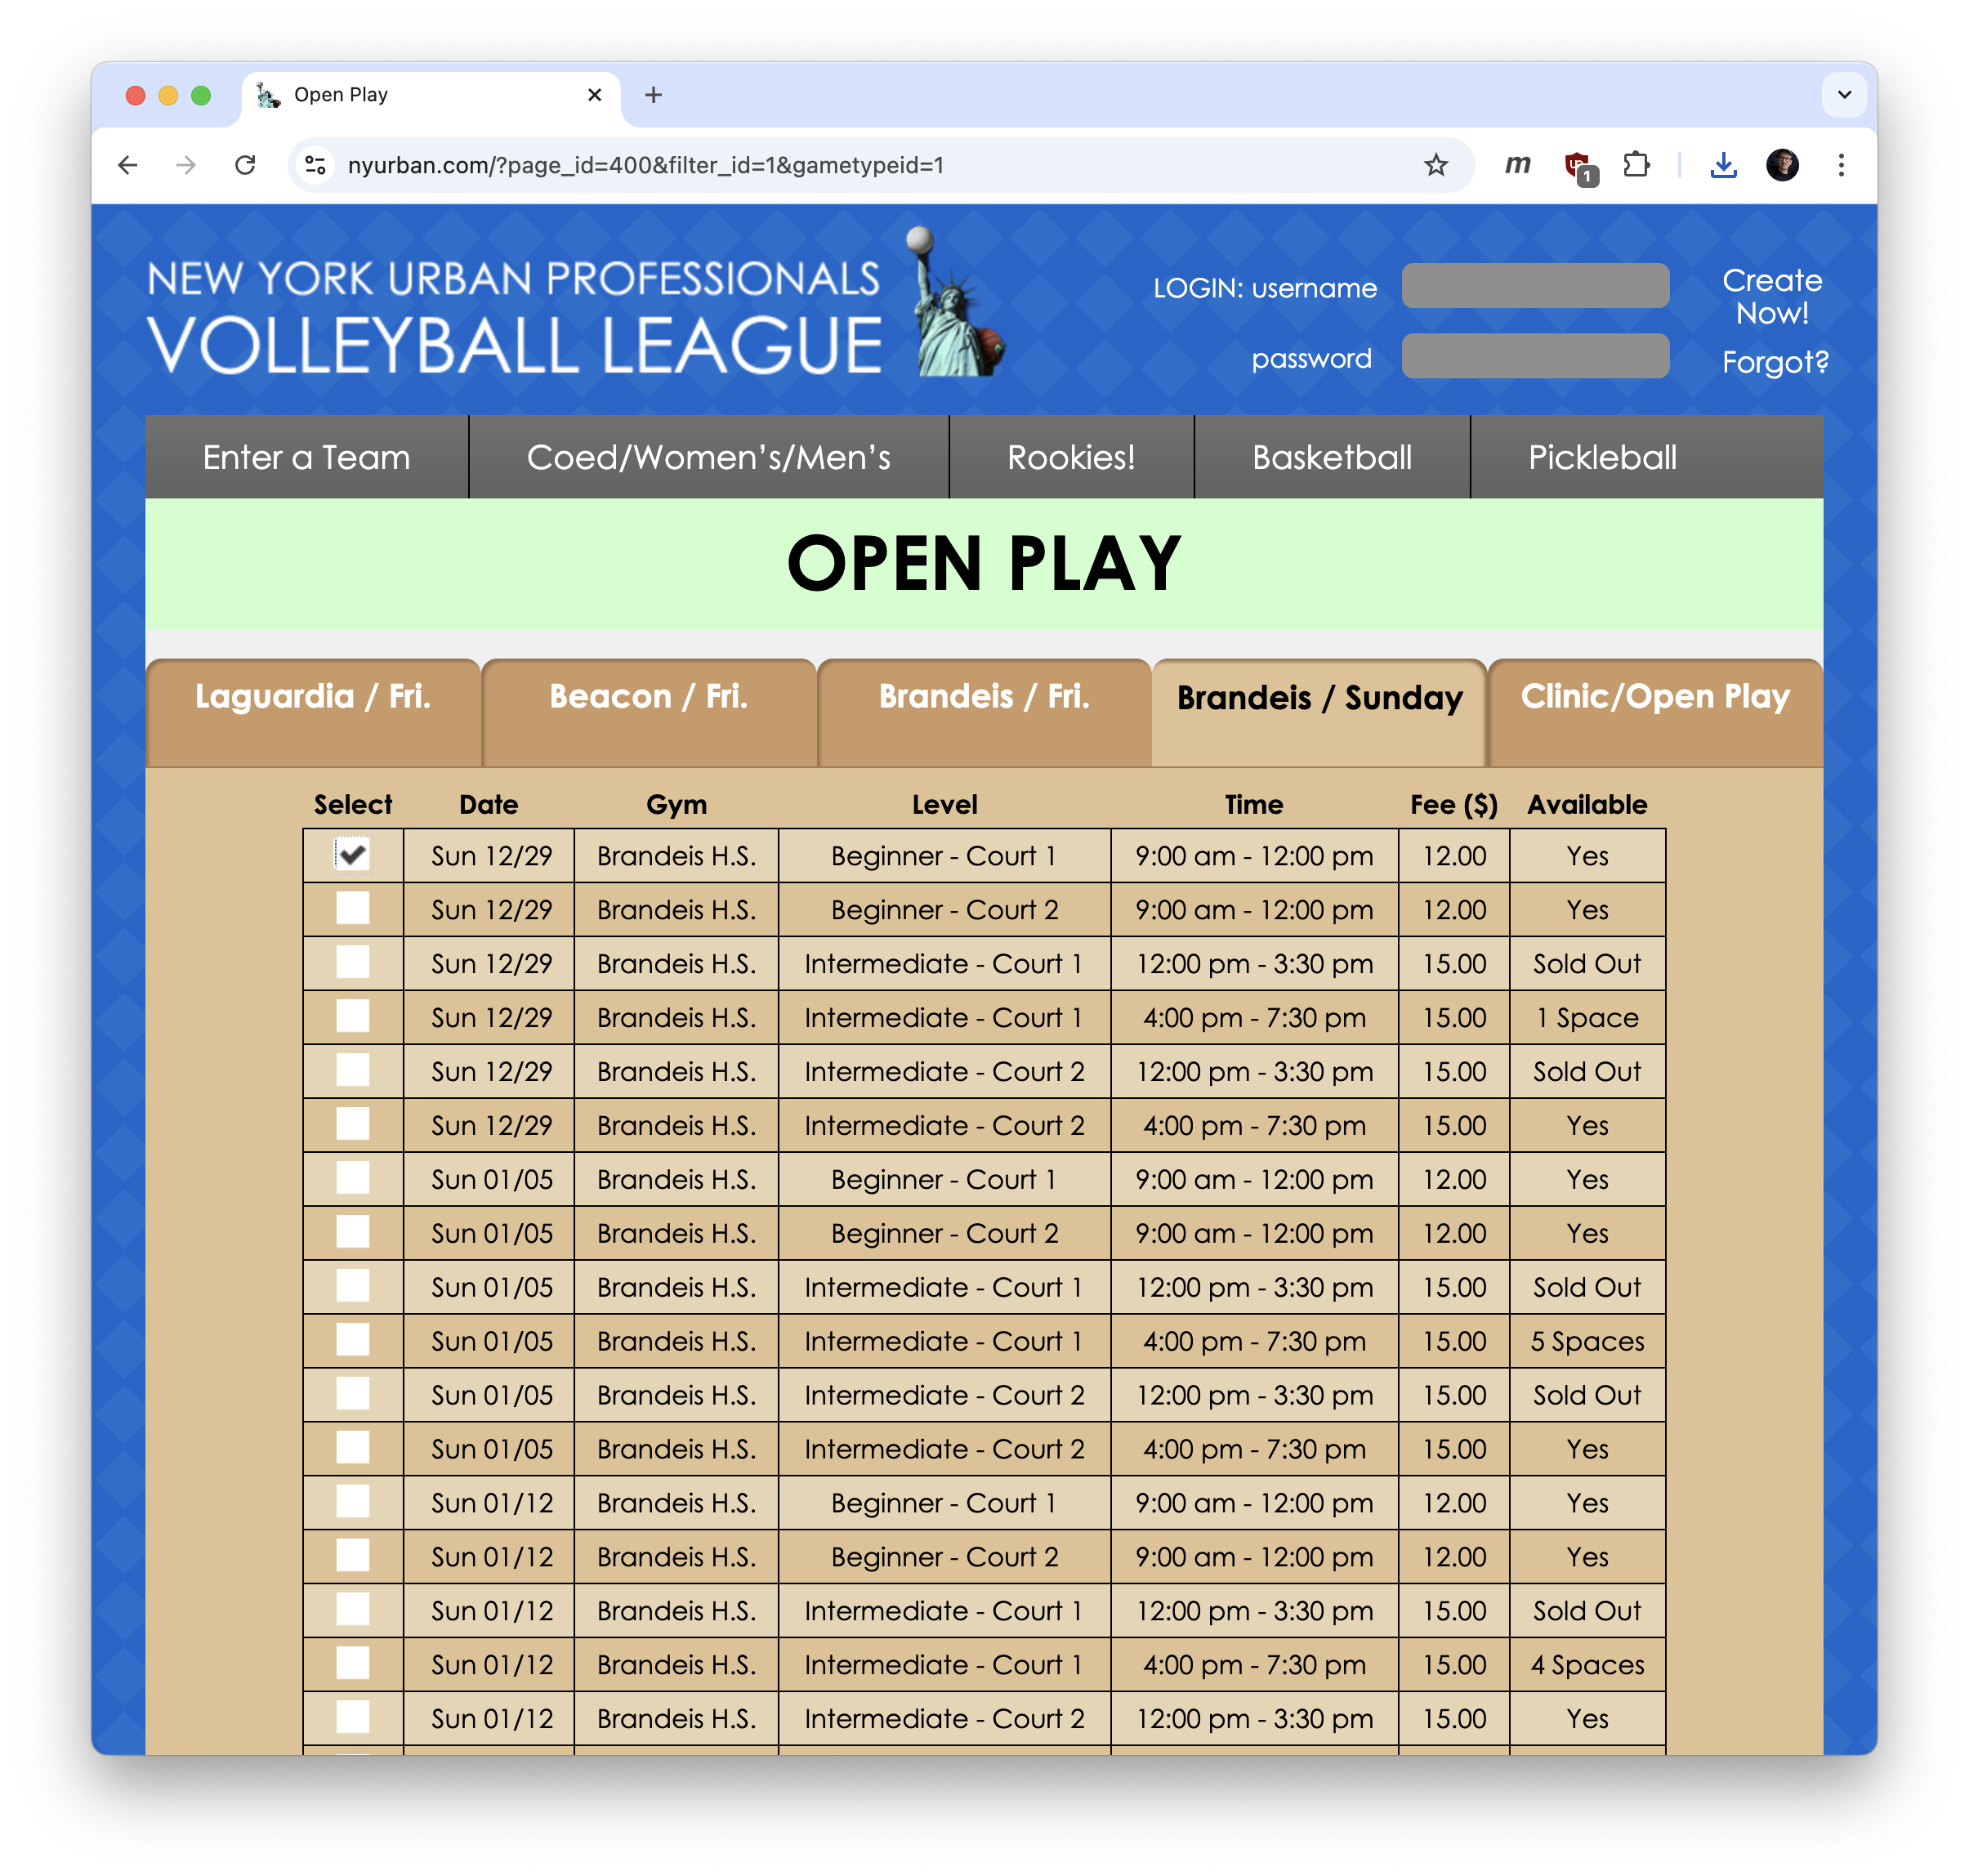 Open Play
nyurban.com/?page_id=400&filter_id=1&gametypeid=1
m
1
NEW YORK URBAN PROFESSIONALS
VOLLEYBALL LEAGUE
LOGIN: username
password
Create
Now!
Forgot?
Enter a Team Coed/Women's/Men's Rookies! Basketball Pickleball
OPEN PLAY
Laguardia / Fri. Beacon / Fri. Brandeis / Fri. Brandeis / Sunday Clinic/Open Play
Select Date Gym Level Time Fee ($) Available
Sun 12/29 Brandeis H.S. Beginner - Court 1 9:00 am - 12:00 pm 12.00 Yes
Sun 12/29 Brandeis H.S. Beginner - Court 2 9:00 am - 12:00 pm 12.00 Yes
Sun 12/29 Brandeis H.S. Intermediate - Court 1 12:00 pm - 3:30 pm 15.00 Sold Out
Sun 12/29 Brandeis H.S. Intermediate - Court 1 4:00 pm - 7:30 pm 15.00 1 Space
Sun 12/29 Brandeis H.S. Intermediate - Court 2 12:00 pm - 3:30 pm 15.00 Sold Out
Sun 12/29 Brandeis H.S. Intermediate - Court 2 4:00 pm - 7:30 pm 15.00 Yes
Sun 01/05 Brandeis H.S. Beginner - Court 1 9:00 am - 12:00 pm 12.00 Yes
Sun 01/05 Brandeis H.S. Beginner - Court 2 9:00 am - 12:00 pm 12.00 Yes
Sun 01/05 Brandeis H.S. Intermediate - Court 1 12:00 pm - 3:30 pm 15.00 Sold Out
Sun 01/05 Brandeis H.S. Intermediate - Court 1 4:00 pm - 7:30 pm 15.00 5 Spaces
Sun 01/05 Brandeis H.S. Intermediate - Court 2 12:00 pm - 3:30 pm 15.00 Sold Out
Sun 01/05 Brandeis H.S. Intermediate - Court 2 4:00 pm - 7:30 pm 15.00 Yes
Sun 01/12 Brandeis H.S. Beginner - Court 1 9:00 am - 12:00 pm 12.00 Yes
Sun 01/12 Brandeis H.S. Beginner - Court 2 9:00 am - 12:00 pm 12.00 Yes
Sun 01/12 Brandeis H.S. Intermediate - Court 1 12:00 pm - 3:30 pm 15.00 Sold Out
Sun 01/12 Brandeis H.S. Intermediate - Court 1 4:00 pm - 7:30 pm 15.00 4 Spaces
Sun 01/12 Brandeis H.S. Intermediate - Court 2 12:00 pm - 3:30 pm 15.00 Yes